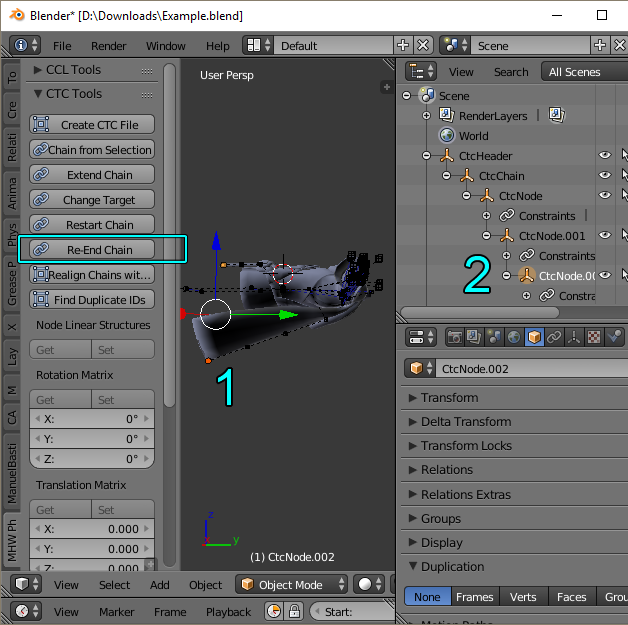 Blender* [D:\Downloads\Example.blend]
File Render Window Help Default Scene
CCL Tools
CTC Tools
Create CTC File
Chain from Selection
Extend Chain
Change Target
Restart Chain
Re-End Chain
Realign Chains wit...
Find Duplicate IDs
Node Linear Structures
Get Set
Rotation Matrix
Get Set
X: 0°
Y: 0°
Z: 0°
Translation Matrix
Get Set
X: 0.000
Y: 0.000
Z: 0.000
To
Cre
Relati
Anima
Phys
Grease P
X
Lay
M
CA
ManuelBasti
MHW Ph
User Persp
1
z
y
(1) CtcNode.002
View Select Add Object Object Mode
View Marker Frame Playback Start:
View Search All Scenes
Scene
RenderLayers
World
CtcHeader
CtcChain
CtcNode
Constraints
CtcNode.001
Constraints
CtcNode.00
Constra
2
CtcNode.002
Transform
Delta Transform
Transform Locks
Relations
Relations Extras
Groups
Display
Duplication
None Frames Verts Faces Grou
Motion Paths